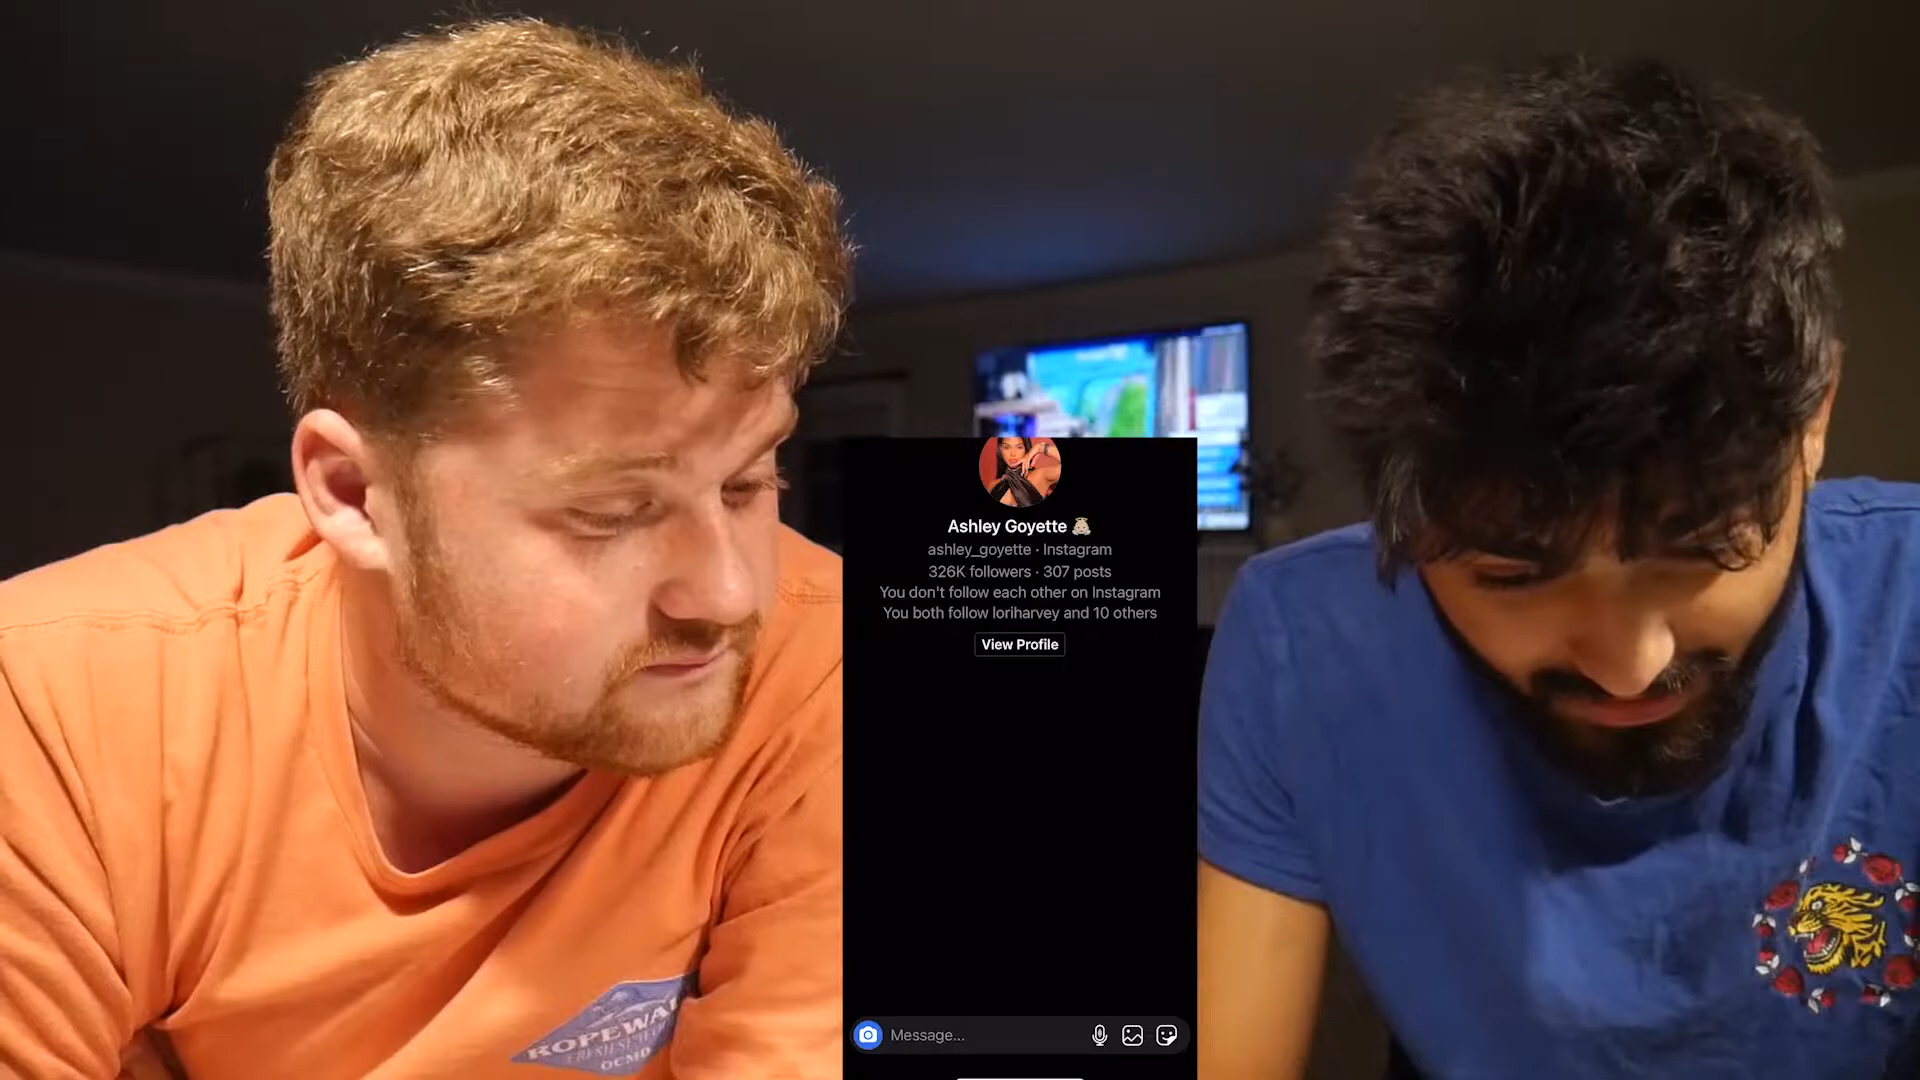 Ashley Goyette
ashley_goyette · Instagram
326K followers · 307 posts
You don't follow each other on Instagram
You both follow loriharvey and 10 others
View Profile
Message...
OCMD